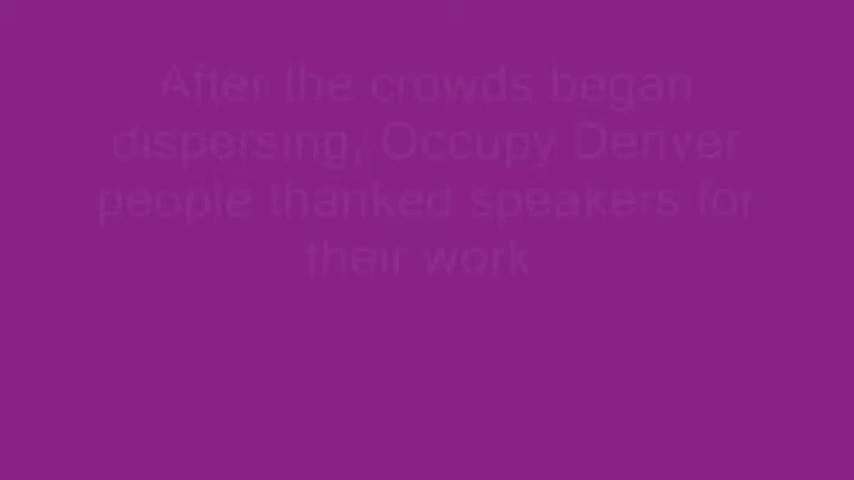 After the crowds began
dispersing, Occupy Denver
people thanked speakers for
their work